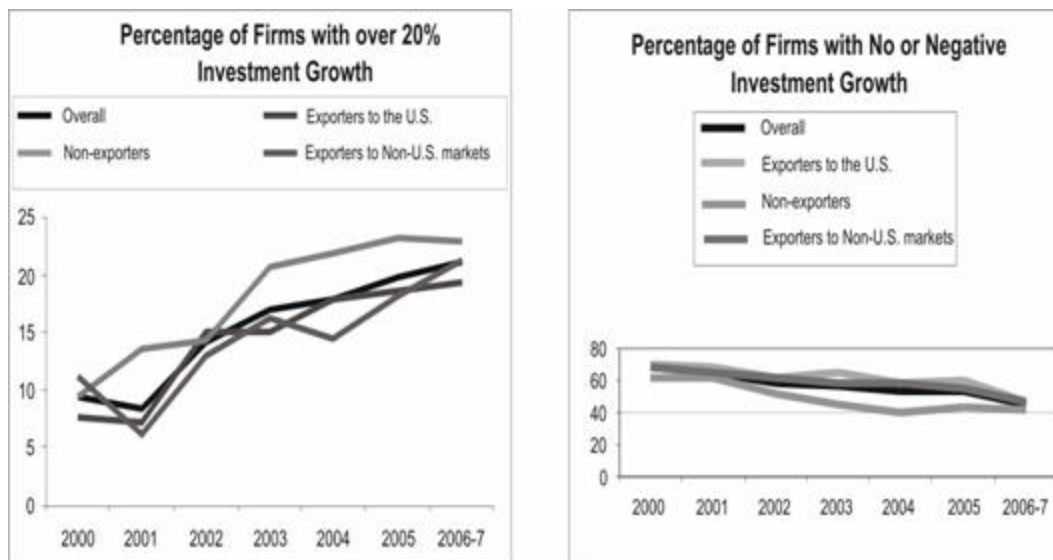 Percentage of Firms with over 20%
Investment Growth
Overall
Exporters to the U.S.
Non-exporters
Exporters to Non-U.S. markets
25
20
15
10
5
0
2000 2001 2002 2003 2004 2005 2006-7
Percentage of Firms with No or Negative
Investment Growth
Overall
Exporters to the U.S.
Non-exporters
Exporters to Non-U.S. markets
80
60
40
20
0
2000 2001 2002 2003 2004 2005 2006-7